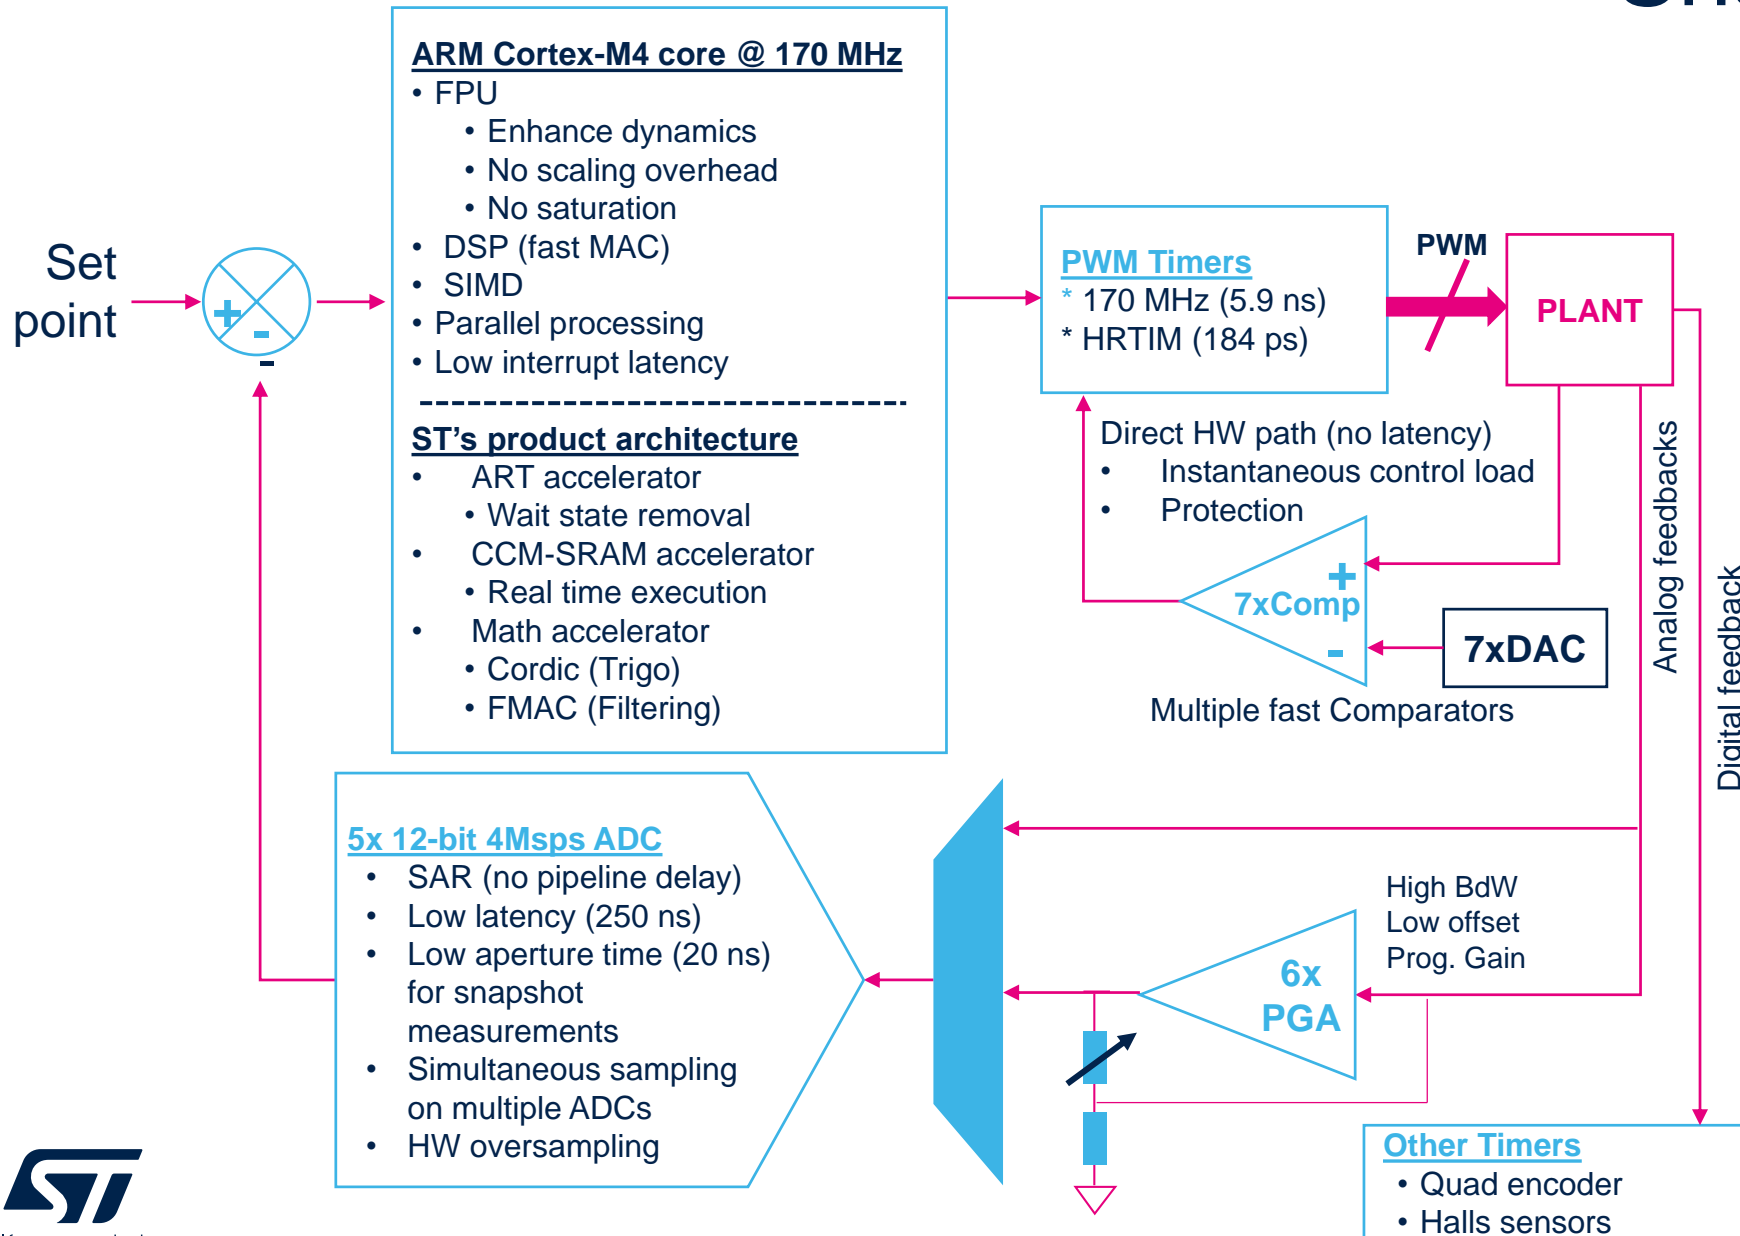 ARM Cortex-M4 core @ 170 MHz
• FPU
• Enhance dynamics
• No scaling overhead
• No saturation
• DSP (fast MAC)
• SIMD
• Parallel processing
• Low interrupt latency
ST's product architecture
• ART accelerator
• Wait state removal
• CCM-SRAM accelerator
• Real time execution
• Math accelerator
• Cordic (Trigo)
• FMAC (Filtering)
Set
point
+
-
-
PWM Timers
* 170 MHz (5.9 ns)
* HRTIM (184 ps)
PWM
PLANT
Direct HW path (no latency)
• Instantaneous control load
• Protection
+
7xComp
-
7xDAC
Multiple fast Comparators
Analog feedbacks
Digital feedback
5x 12-bit 4Msps ADC
• SAR (no pipeline delay)
• Low latency (250 ns)
• Low aperture time (20 ns)
for snapshot
measurements
• Simultaneous sampling
on multiple ADCs
• HW oversampling
High BdW
Low offset
Prog. Gain
6x
PGA
Other Timers
• Quad encoder
• Halls sensors
ST